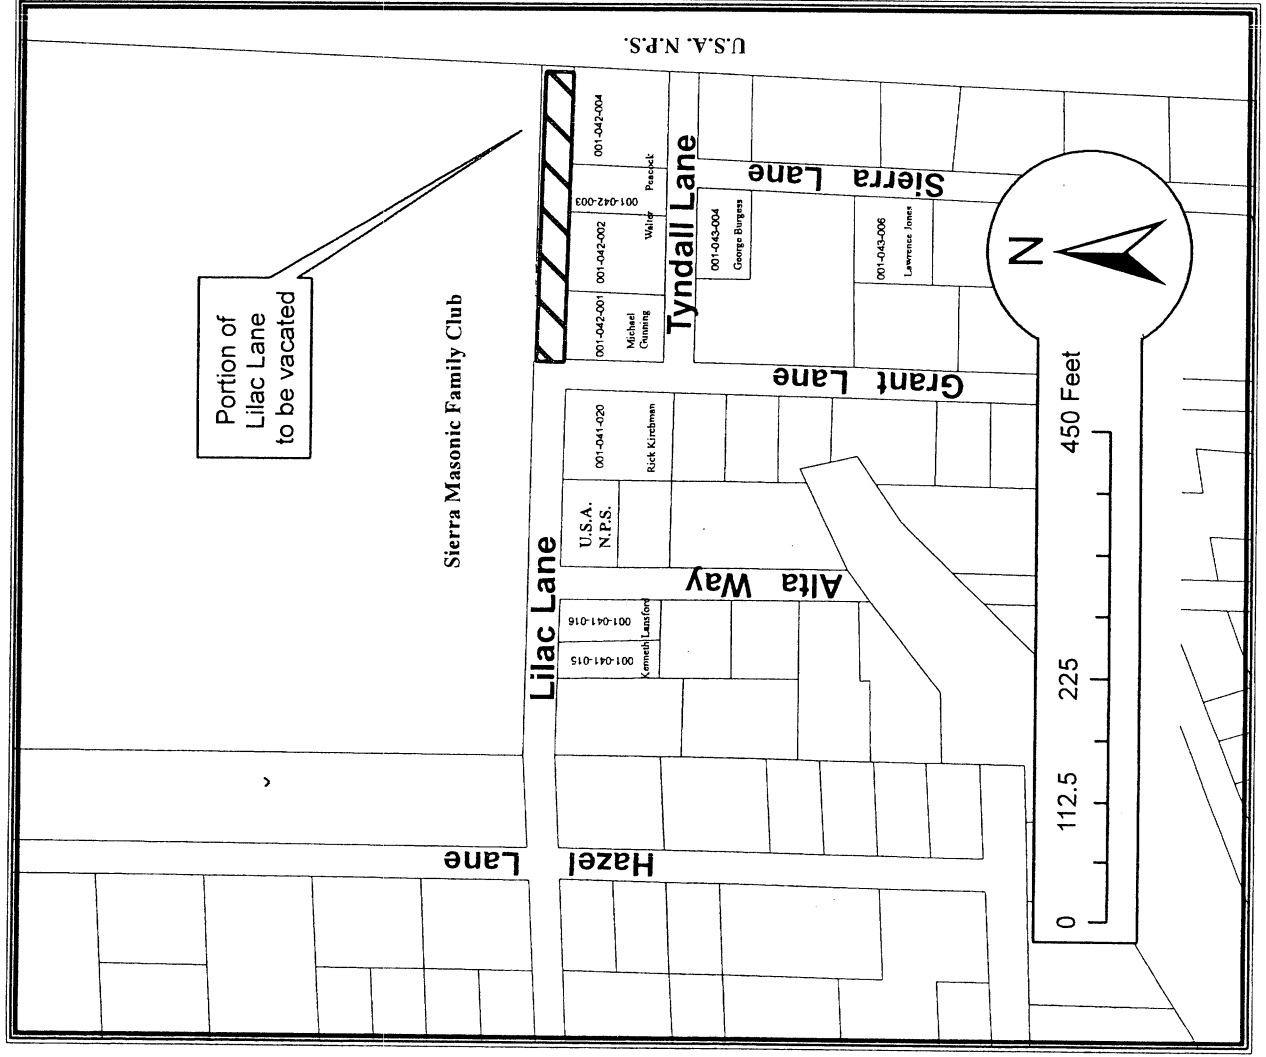 U.S.A. N.P.S.
Portion of
Lilac Lane
to be vacated
Sierra Masonic Family Club
Lilac Lane
001-042-004
001-042-003
001-042-002
Walter Peacock
001-042-001
Michael
Gunning
Tyndall Lane
Sierra Lane
001-043-004
George Burgess
001-043-006
Lawrence Jones
Grant Lane
001-041-020
Rick Kirchman
U.S.A.
N.P.S.
Alta Way
001-041-016
001-041-015
Kenneth Lansford
Hazel Lane
N
0 112.5 225 450 Feet